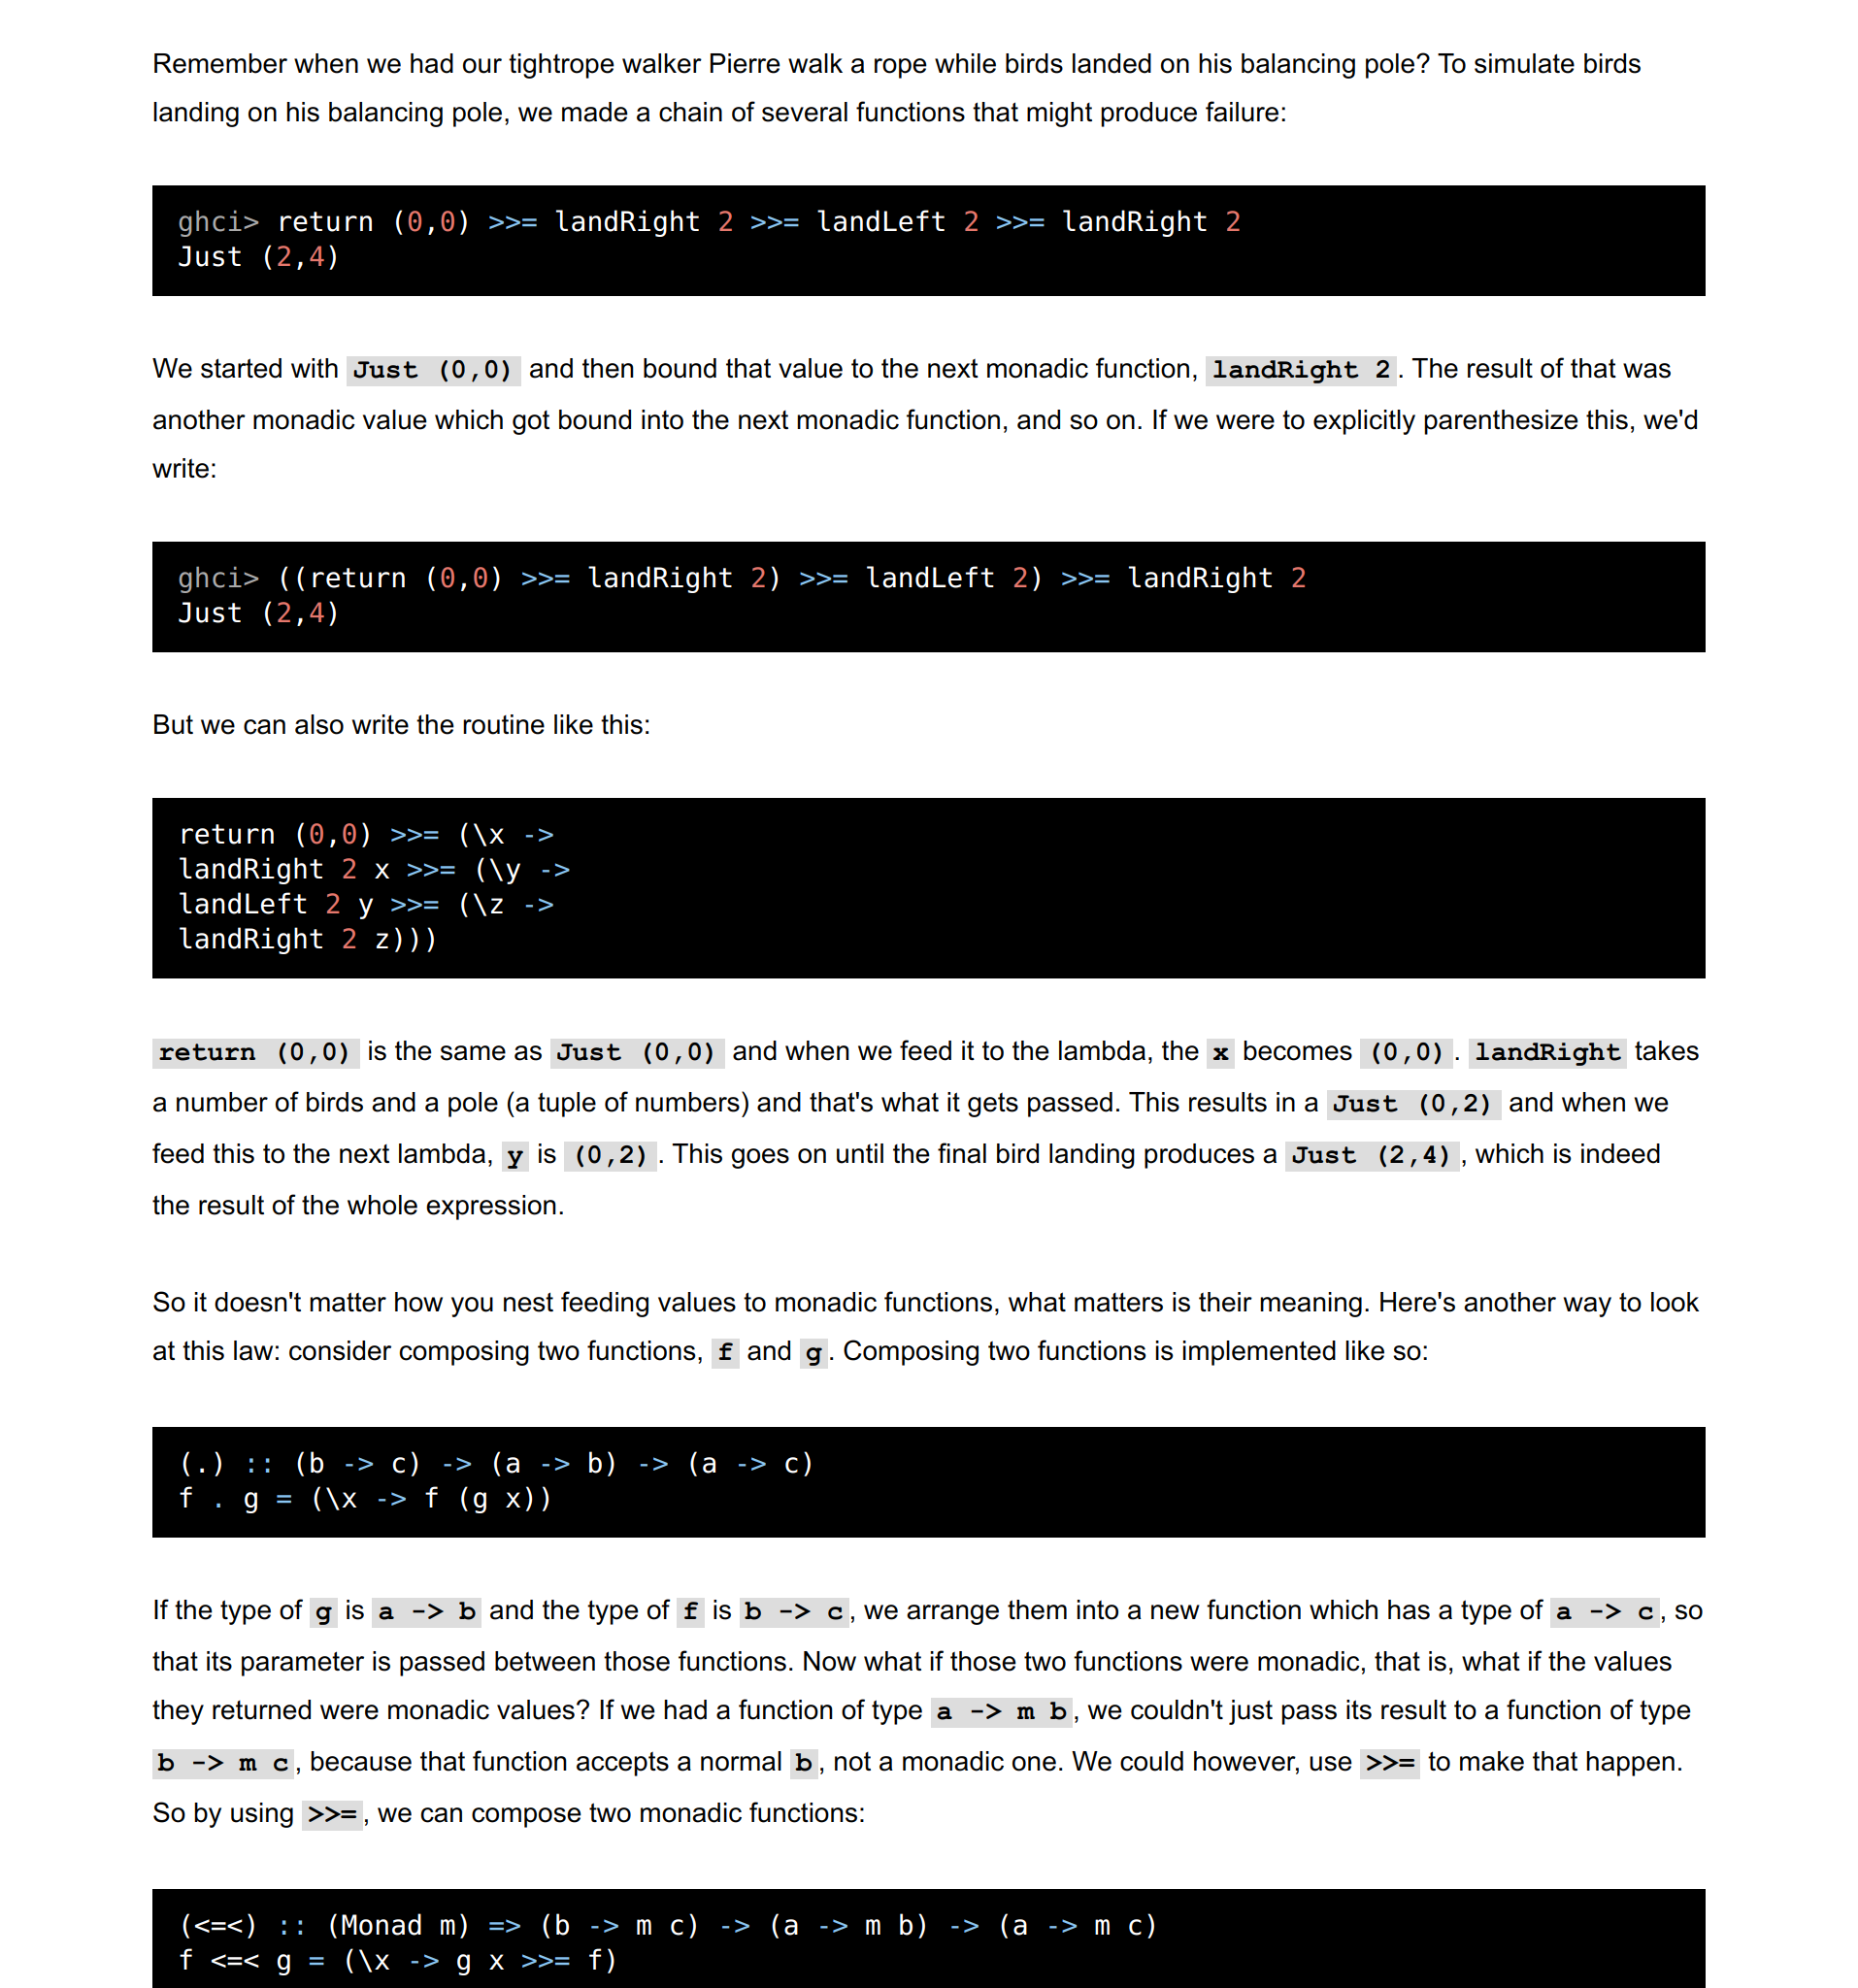 Remember when we had our tightrope walker Pierre walk a rope while birds landed on his balancing pole? To simulate birds
landing on his balancing pole, we made a chain of several functions that might produce failure:
ghci> return (0,0) >>= landRight 2 >>= landLeft 2 >>= landRight 2
Just (2,4)
We started with Just (0,0) and then bound that value to the next monadic function, landRight 2. The result of that was
another monadic value which got bound into the next monadic function, and so on. If we were to explicitly parenthesize this, we'd
write:
ghci> ((return (0,0) >>= landRight 2) >>= landLeft 2) >>= landRight 2
Just (2,4)
But we can also write the routine like this:
return (0,0) >>= (\x ->
landRight 2 x >>= (\y ->
landLeft 2 y >>= (\z ->
landRight 2 z)))
return (0,0) is the same as Just (0,0) and when we feed it to the lambda, the x becomes (0,0). landRight takes
a number of birds and a pole (a tuple of numbers) and that's what it gets passed. This results in a Just (0,2) and when we
feed this to the next lambda, y is (0,2). This goes on until the final bird landing produces a Just (2,4), which is indeed
the result of the whole expression.
So it doesn't matter how you nest feeding values to monadic functions, what matters is their meaning. Here's another way to look
at this law: consider composing two functions, f and g. Composing two functions is implemented like so:
(.) :: (b -> c) -> (a -> b) -> (a -> c)
f . g = (\x -> f (g x))
If the type of g is a -> b and the type of f is b -> c, we arrange them into a new function which has a type of a -> c, so
that its parameter is passed between those functions. Now what if those two functions were monadic, that is, what if the values
they returned were monadic values? If we had a function of type a -> m b, we couldn't just pass its result to a function of type
b -> m c, because that function accepts a normal b, not a monadic one. We could however, use >>= to make that happen.
So by using >>=, we can compose two monadic functions:
(<=<) :: (Monad m) => (b -> m c) -> (a -> m b) -> (a -> m c)
f <=< g = (\x -> g x >>= f)